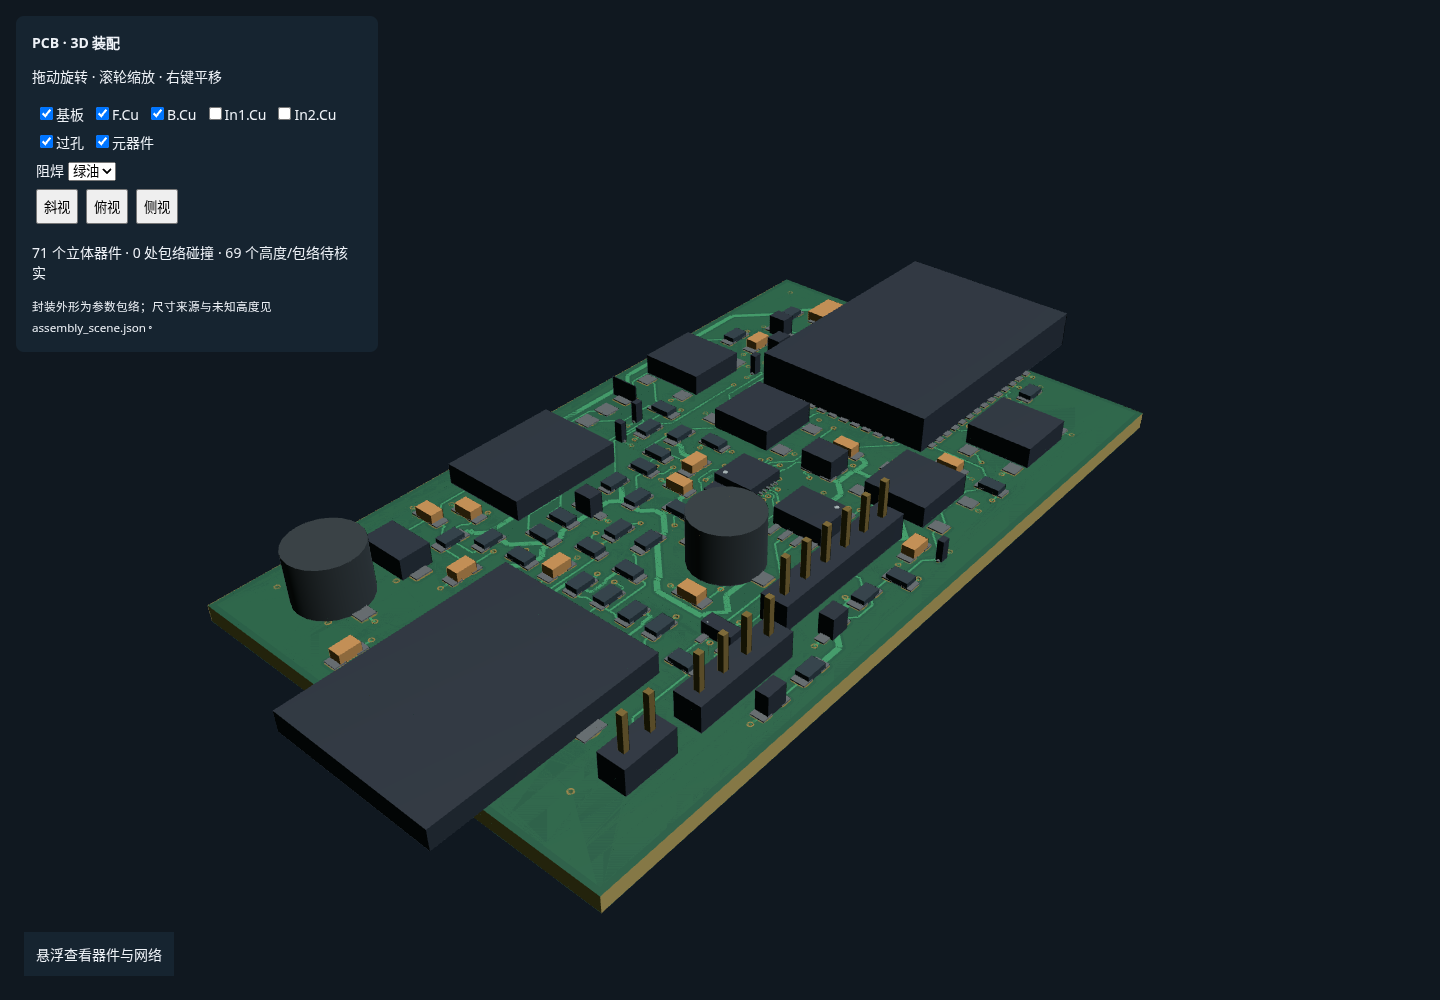 PCB · 3D 装配
拖动旋转 · 滚轮缩放 · 右键平移
基板 F.Cu B.Cu In1.Cu In2.Cu
过孔 元器件
阻焊 绿油
斜视 俯视 侧视
71 个立体器件 · 0 处包络碰撞 · 69 个高度/包络待核
实
封装外形为参数包络；尺寸来源与未知高度见
assembly_scene.json。
悬浮查看器件与网络